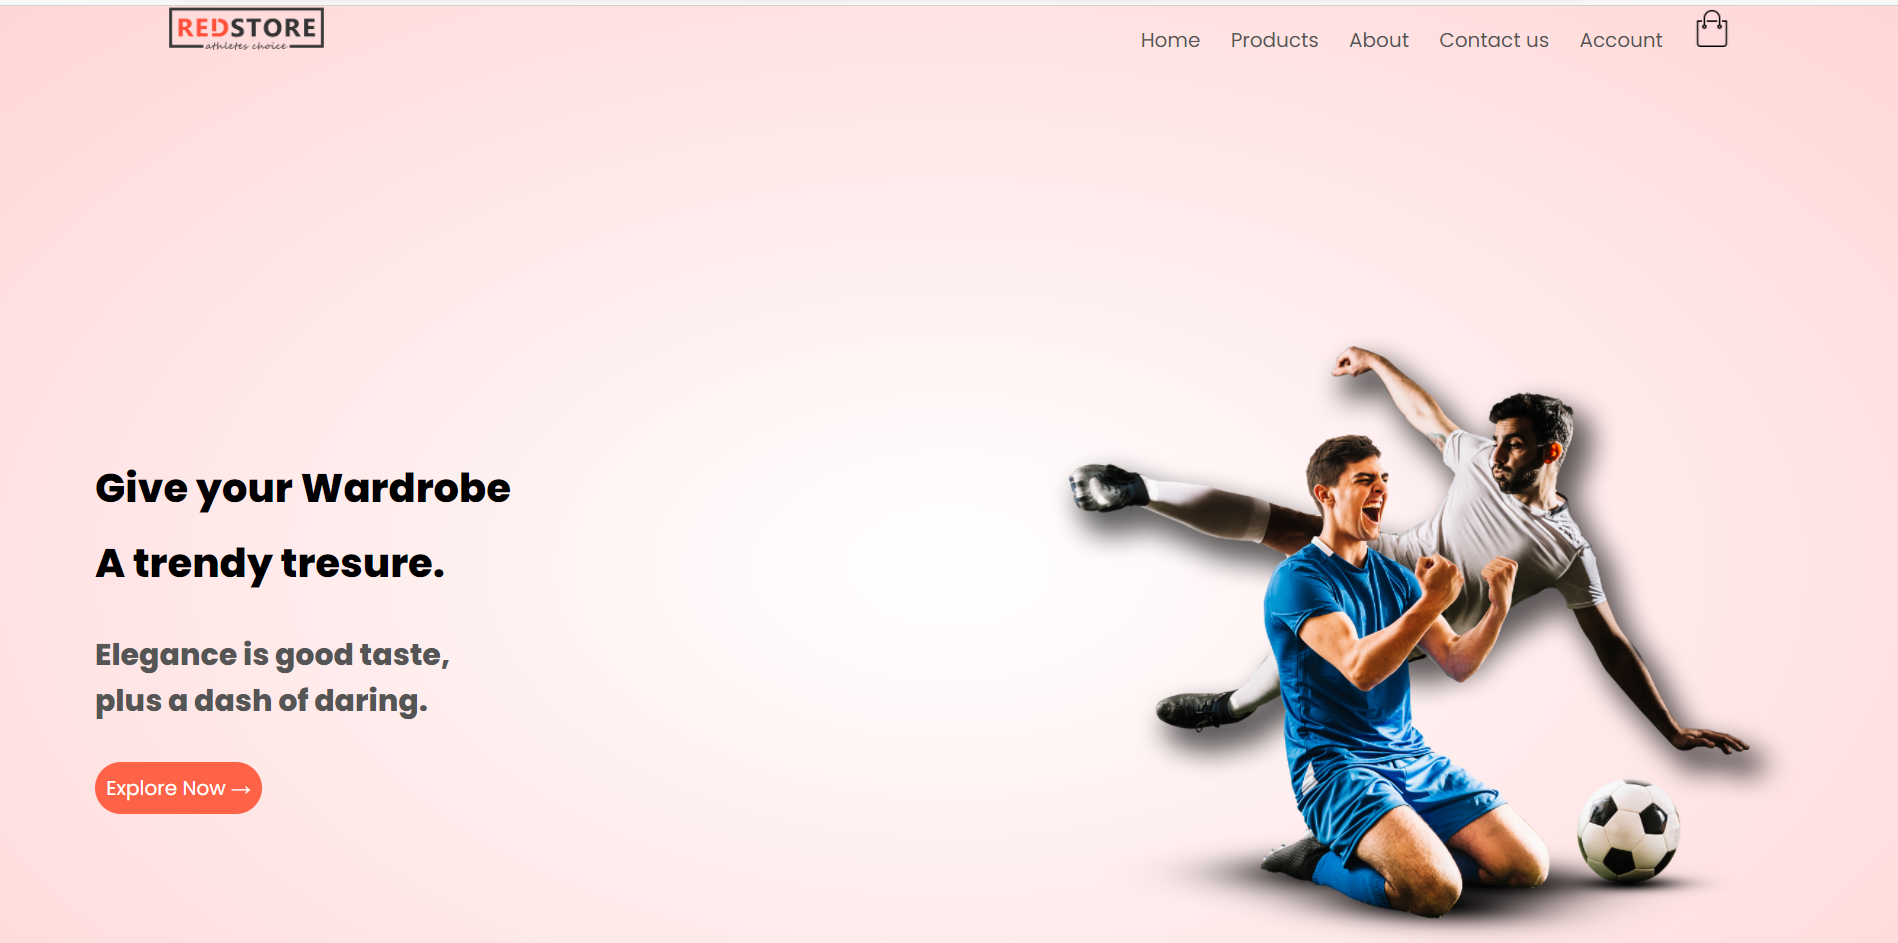 REDSTORE
athletes choice
Home Products About Contact us Account
Give your Wardrobe
A trendy tresure.
Elegance is good taste,
plus a dash of daring.
Explore Now →